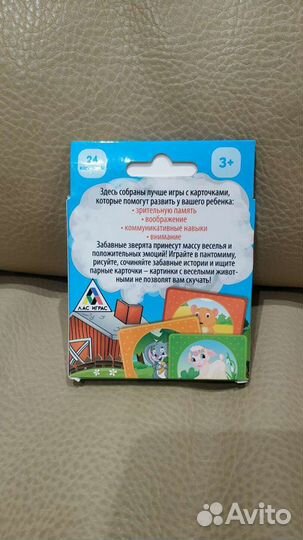 24
3+
Здесь собраны лучше игры с карточками,
которые помогут развить у вашего ребенка:
• зрительную память
• воображение
• коммуникативные навыки
• внимание
Забавные зверята принесут массу веселья и
положительных эмоций! Играйте в пантомиму,
рисуйте, сочиняйте забавные истории и ищите
парные карточки – картинки с веселыми живот-
ными не позволят вам скучать!
ЛАС ИГРАС
Avito